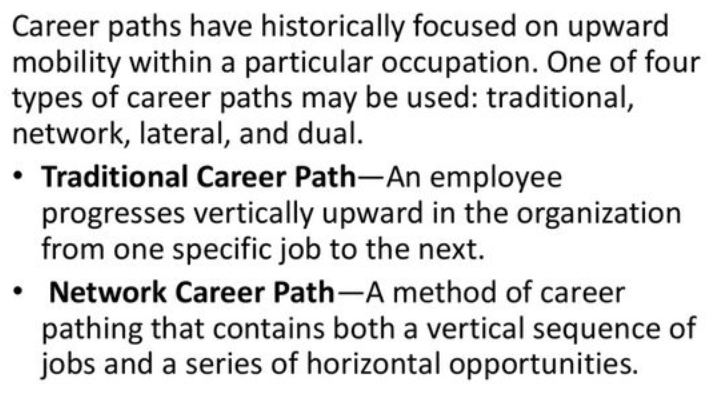 Career paths have historically focused on upward
mobility within a particular occupation. One of four
types of career paths may be used: traditional,
network, lateral, and dual.
• Traditional Career Path—An employee
progresses vertically upward in the organization
from one specific job to the next.
• Network Career Path—A method of career
pathing that contains both a vertical sequence of
jobs and a series of horizontal opportunities.